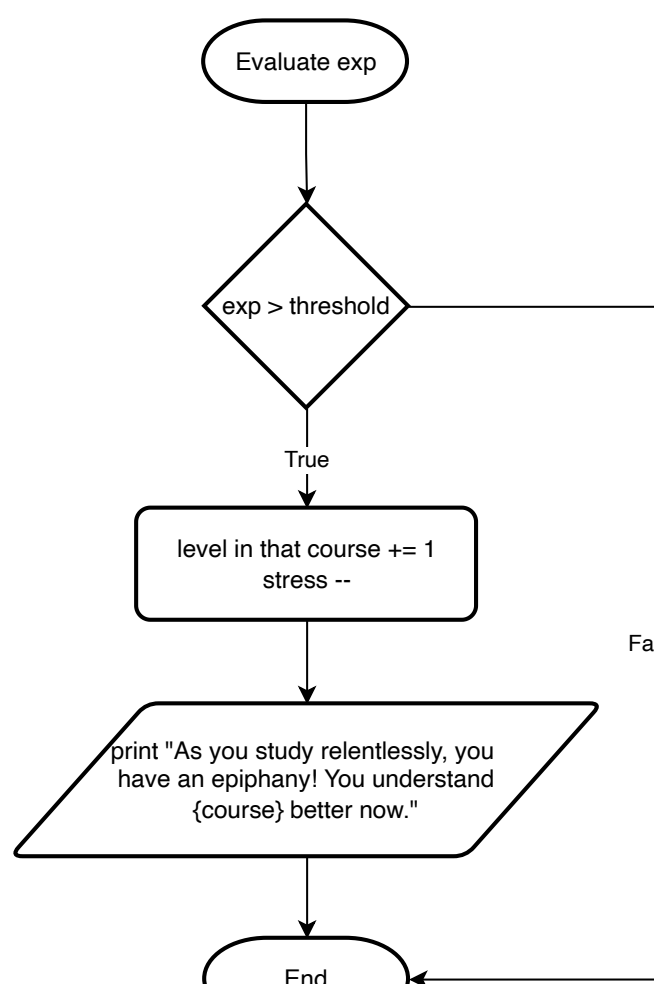 Evaluate exp
exp > threshold
True
level in that course += 1
stress --
Fa
print "As you study relentlessly, you
have an epiphany! You understand
{course} better now."
End